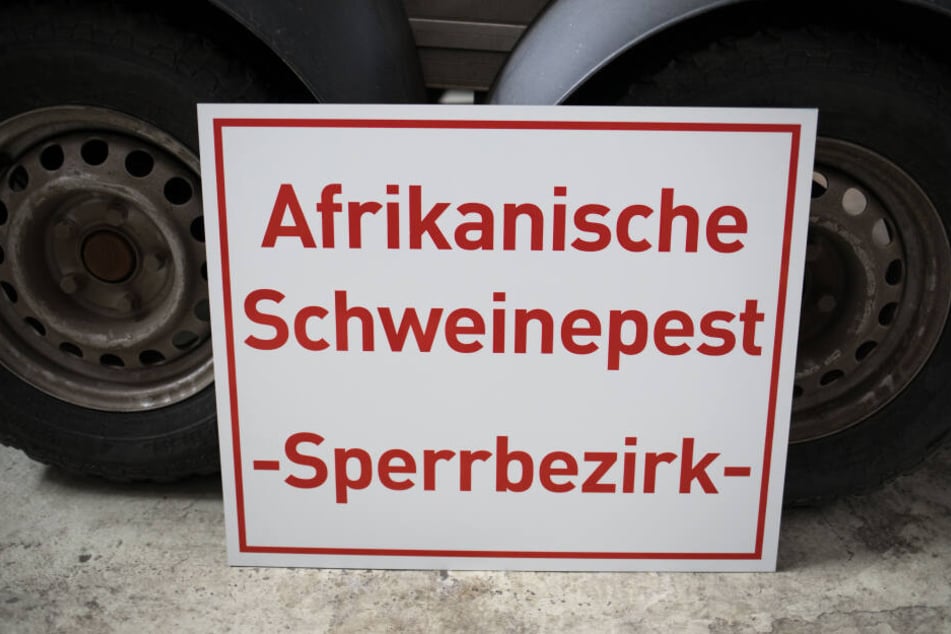 Afrikanische
Schweinepest
-Sperrbezirk-